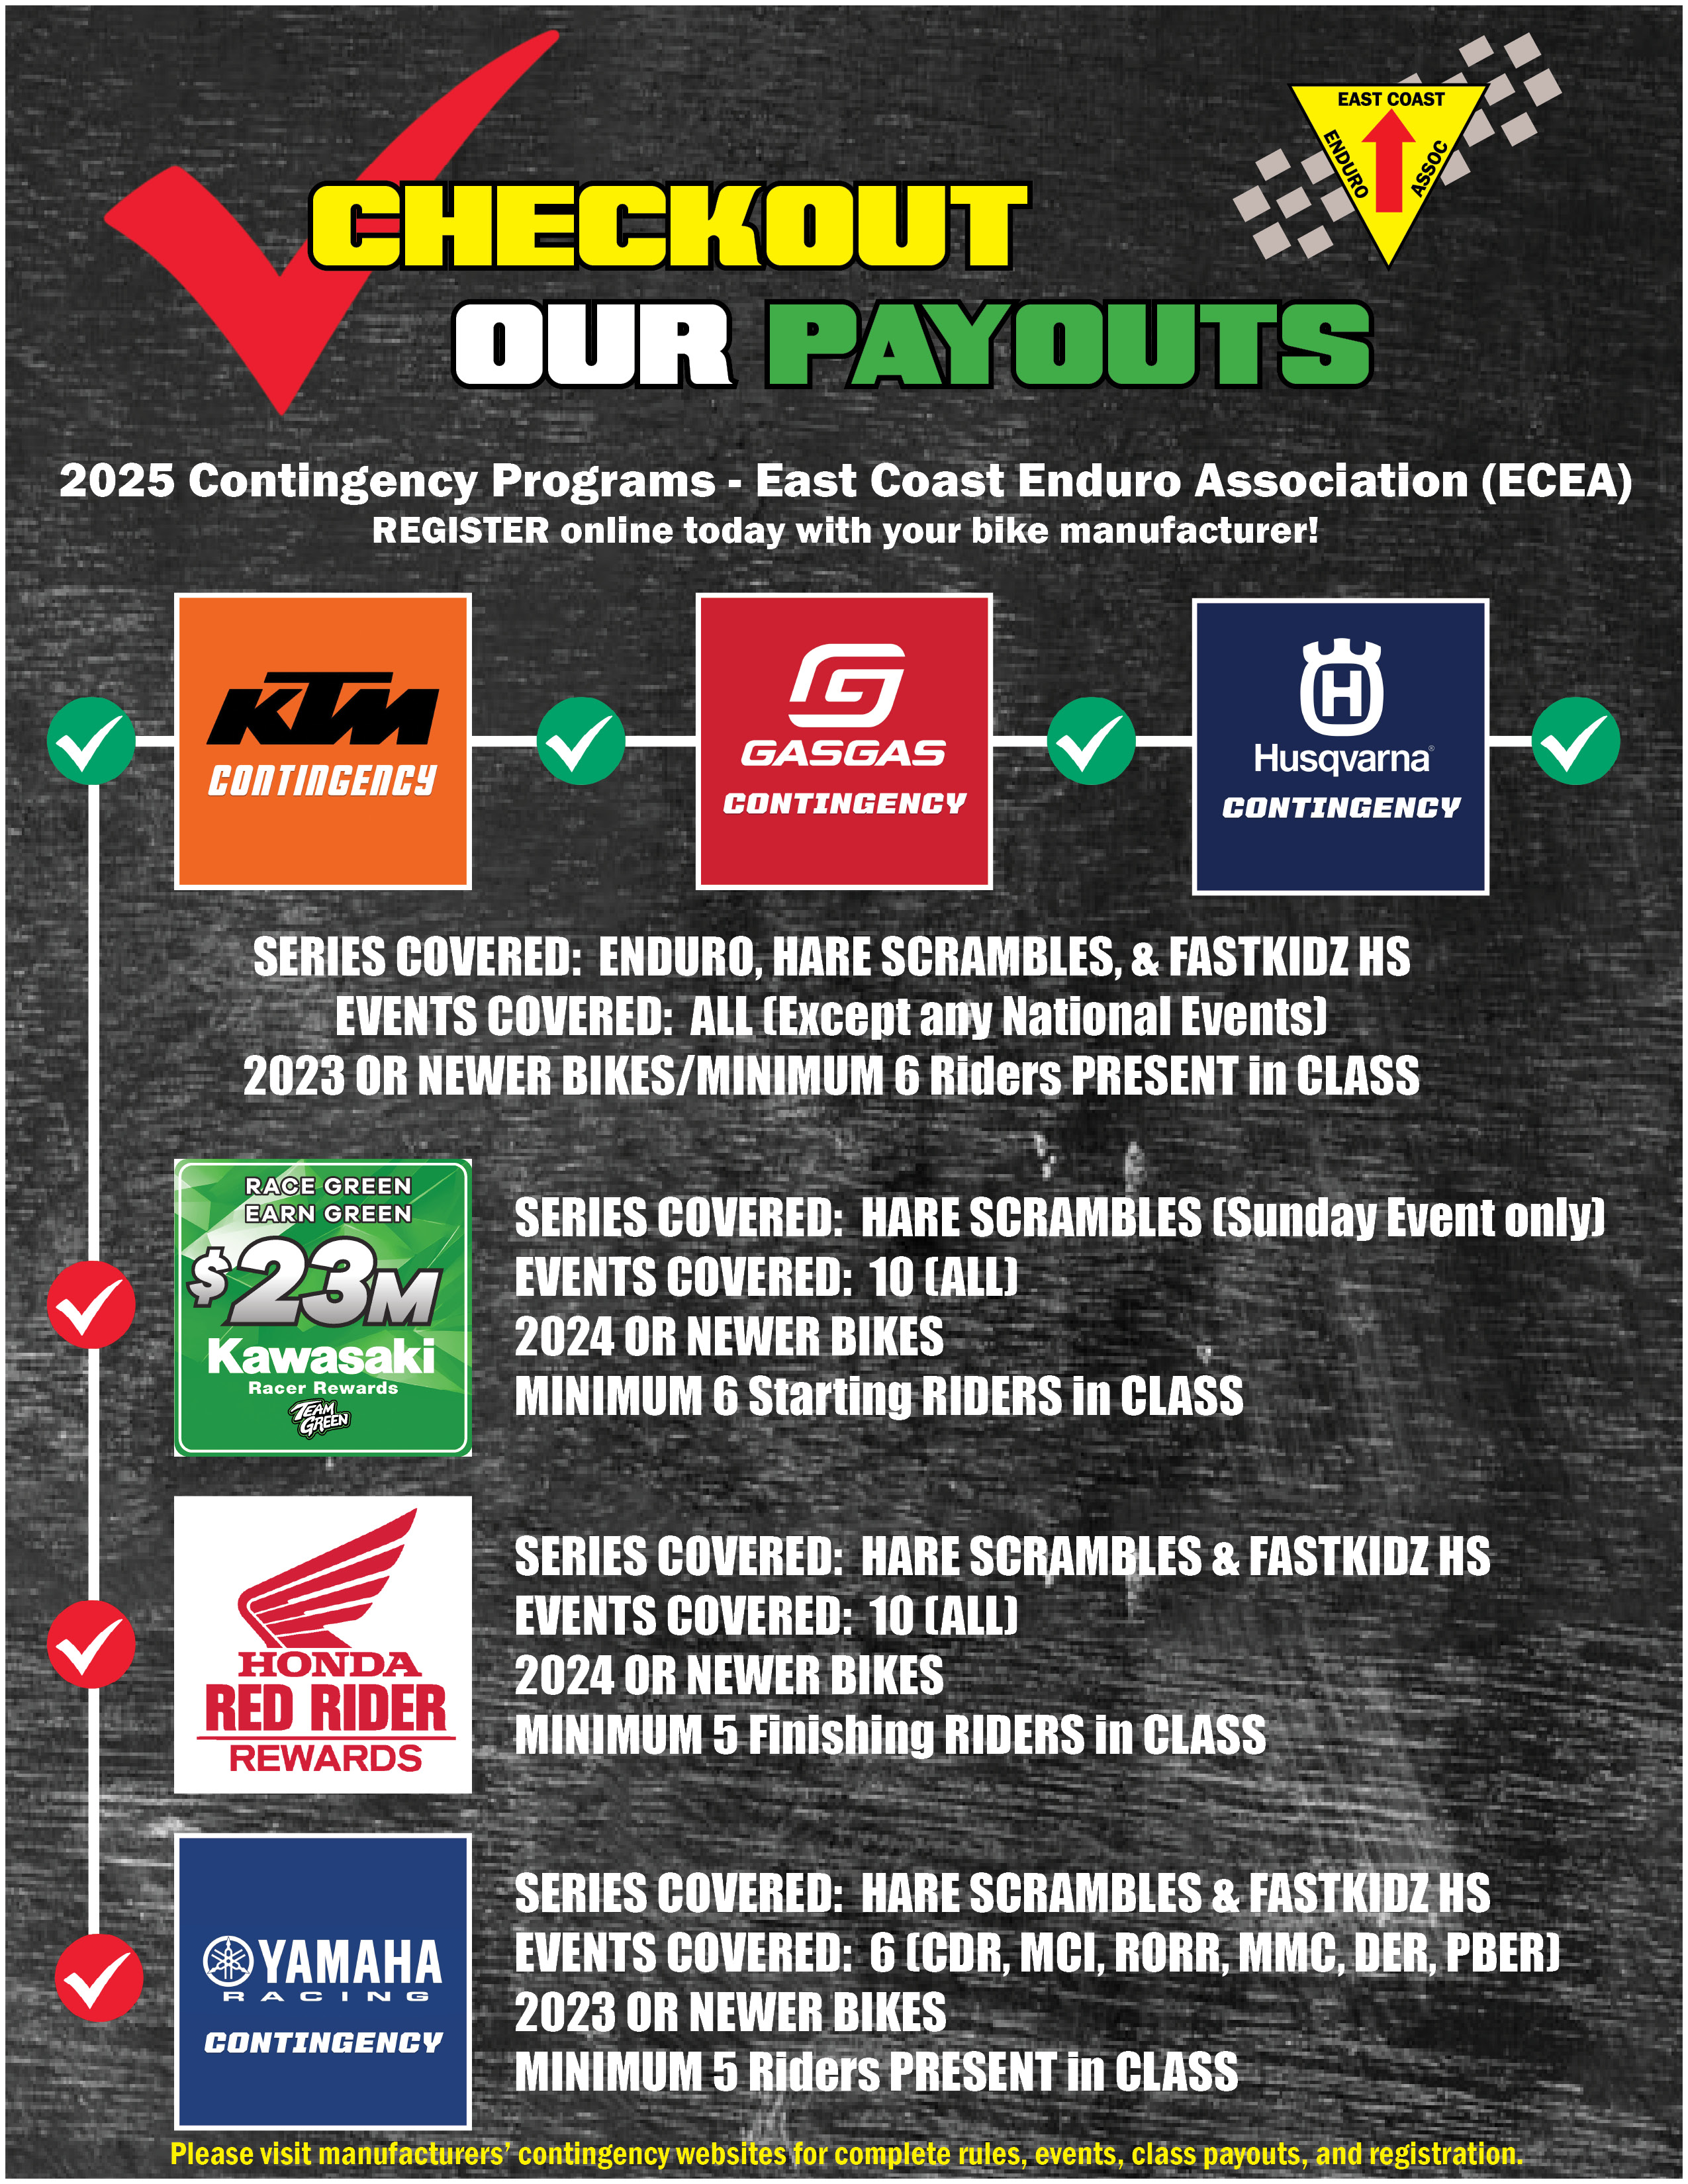 EAST COAST
ENDURO
ASSOC
CHECKOUT
OUR PAYOUTS
2025 Contingency Programs - East Coast Enduro Association (ECEA)
REGISTER online today with your bike manufacturer!
KTM
CONTINGENCY
G
GASGAS
CONTINGENCY
H
Husqvarna®
CONTINGENCY
SERIES COVERED: ENDURO, HARE SCRAMBLES, & FASTKIDZ HS
EVENTS COVERED: ALL (Except any National Events)
2023 OR NEWER BIKES/MINIMUM 6 Riders PRESENT in CLASS
RACE GREEN
EARN GREEN
$23M
Kawasaki
Racer Rewards
TEAM
GREEN
SERIES COVERED: HARE SCRAMBLES (Sunday Event only)
EVENTS COVERED: 10 (ALL)
2024 OR NEWER BIKES
MINIMUM 6 Starting RIDERS in CLASS
HONDA
RED RIDER
REWARDS
SERIES COVERED: HARE SCRAMBLES & FASTKIDZ HS
EVENTS COVERED: 10 (ALL)
2024 OR NEWER BIKES
MINIMUM 5 Finishing RIDERS in CLASS
YAMAHA
RACING
CONTINGENCY
SERIES COVERED: HARE SCRAMBLES & FASTKIDZ HS
EVENTS COVERED: 6 (CDR, MCI, RORR, MMC, DER, PBER)
2023 OR NEWER BIKES
MINIMUM 5 Riders PRESENT in CLASS
Please visit manufacturers’ contingency websites for complete rules, events, class payouts, and registration.